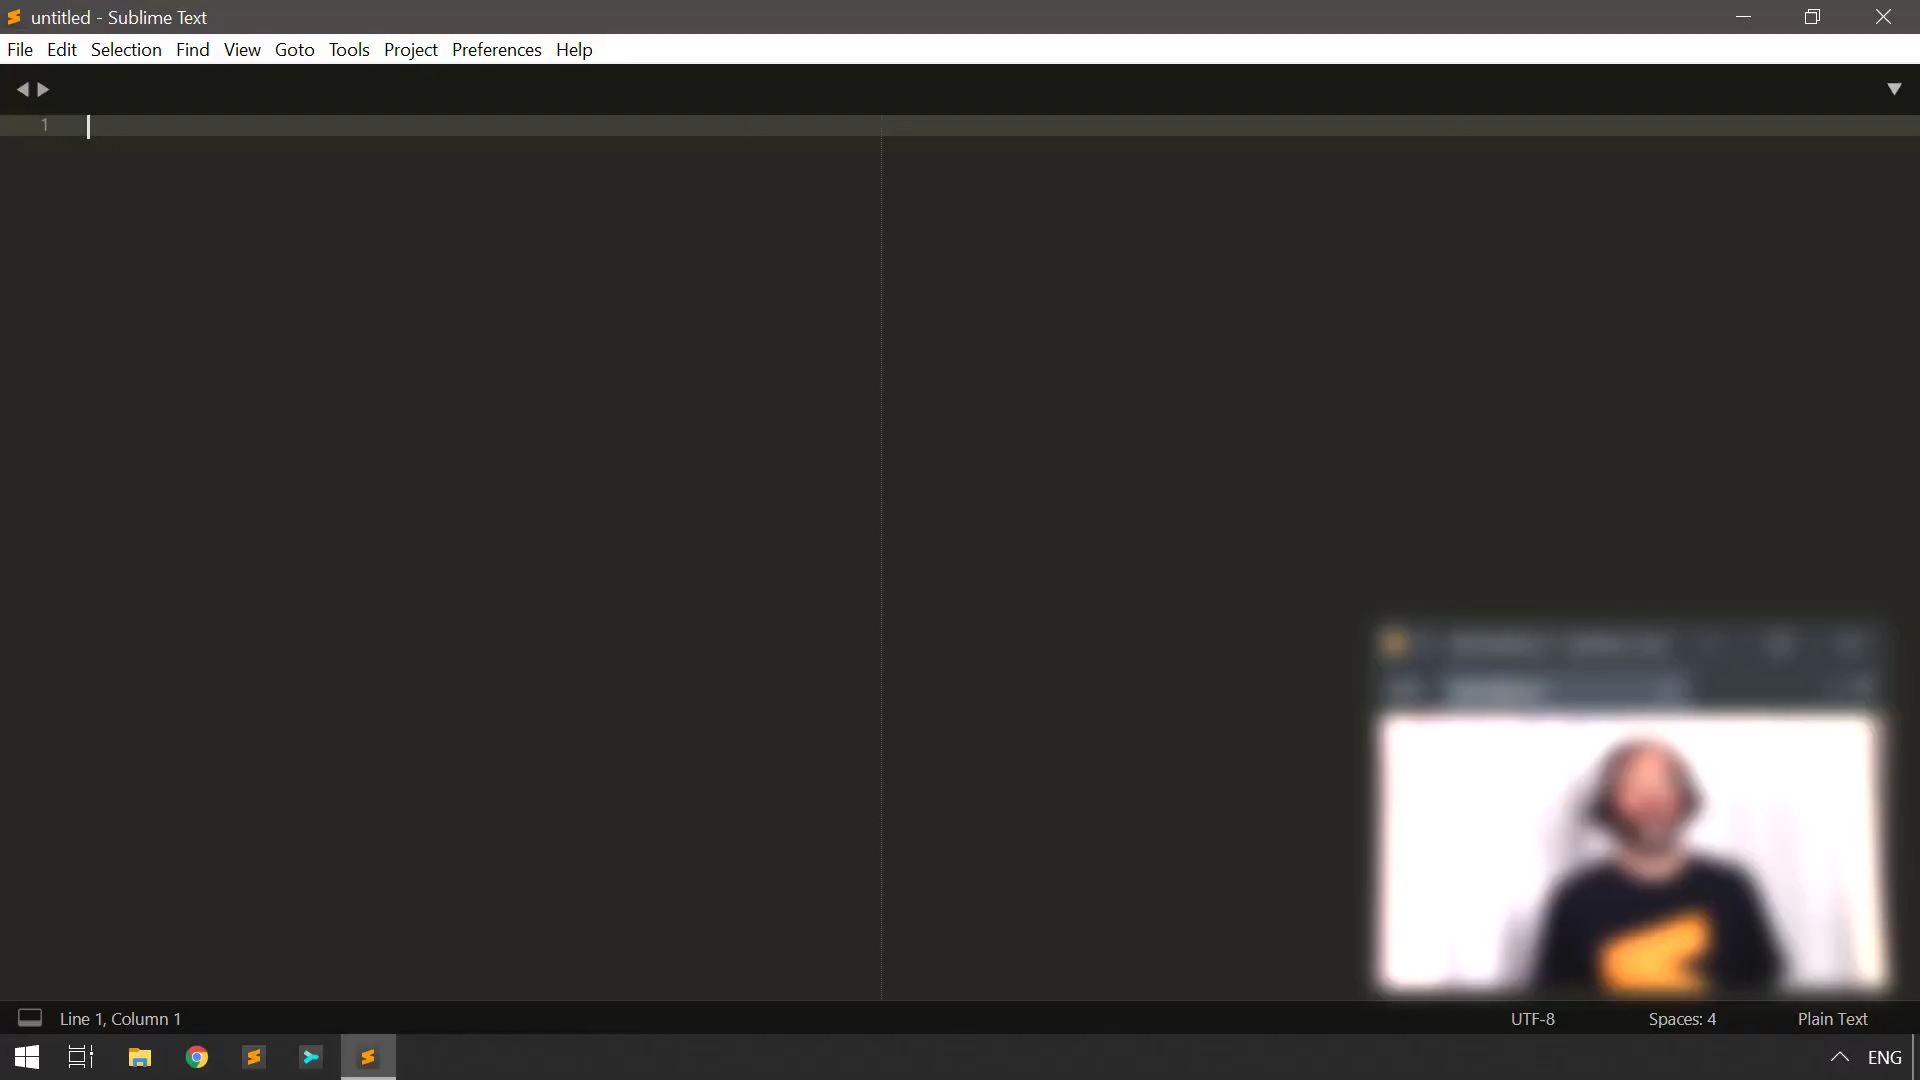 untitled - Sublime Text
File Edit Selection Find View Goto Tools Project Preferences Help
1
Line 1, Column 1 UTF-8 Spaces: 4 Plain Text
ENG